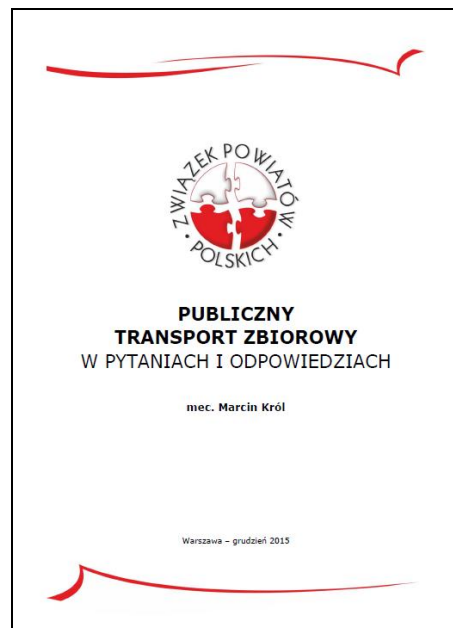 ZWIĄZEK POWIATÓW
• POLSKICH •
PUBLICZNY
TRANSPORT ZBIOROWY
W PYTANIACH I ODPOWIEDZIACH
mec. Marcin Król
Warszawa – grudzień 2015